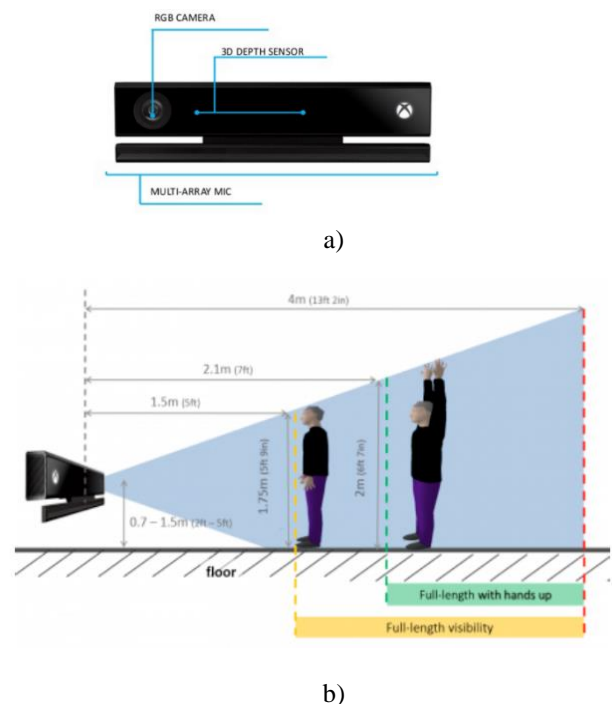 RGB CAMERA
3D DEPTH SENSOR
MULTI-ARRAY MIC
a)
4m (13ft 2in)
2.1m (7ft)
1.5m (5ft)
1.75m (5ft 9in)
2m (6ft 7in)
0.7 – 1.5m (2ft – 5ft)
floor
Full-length with hands up
Full-length visibility
b)